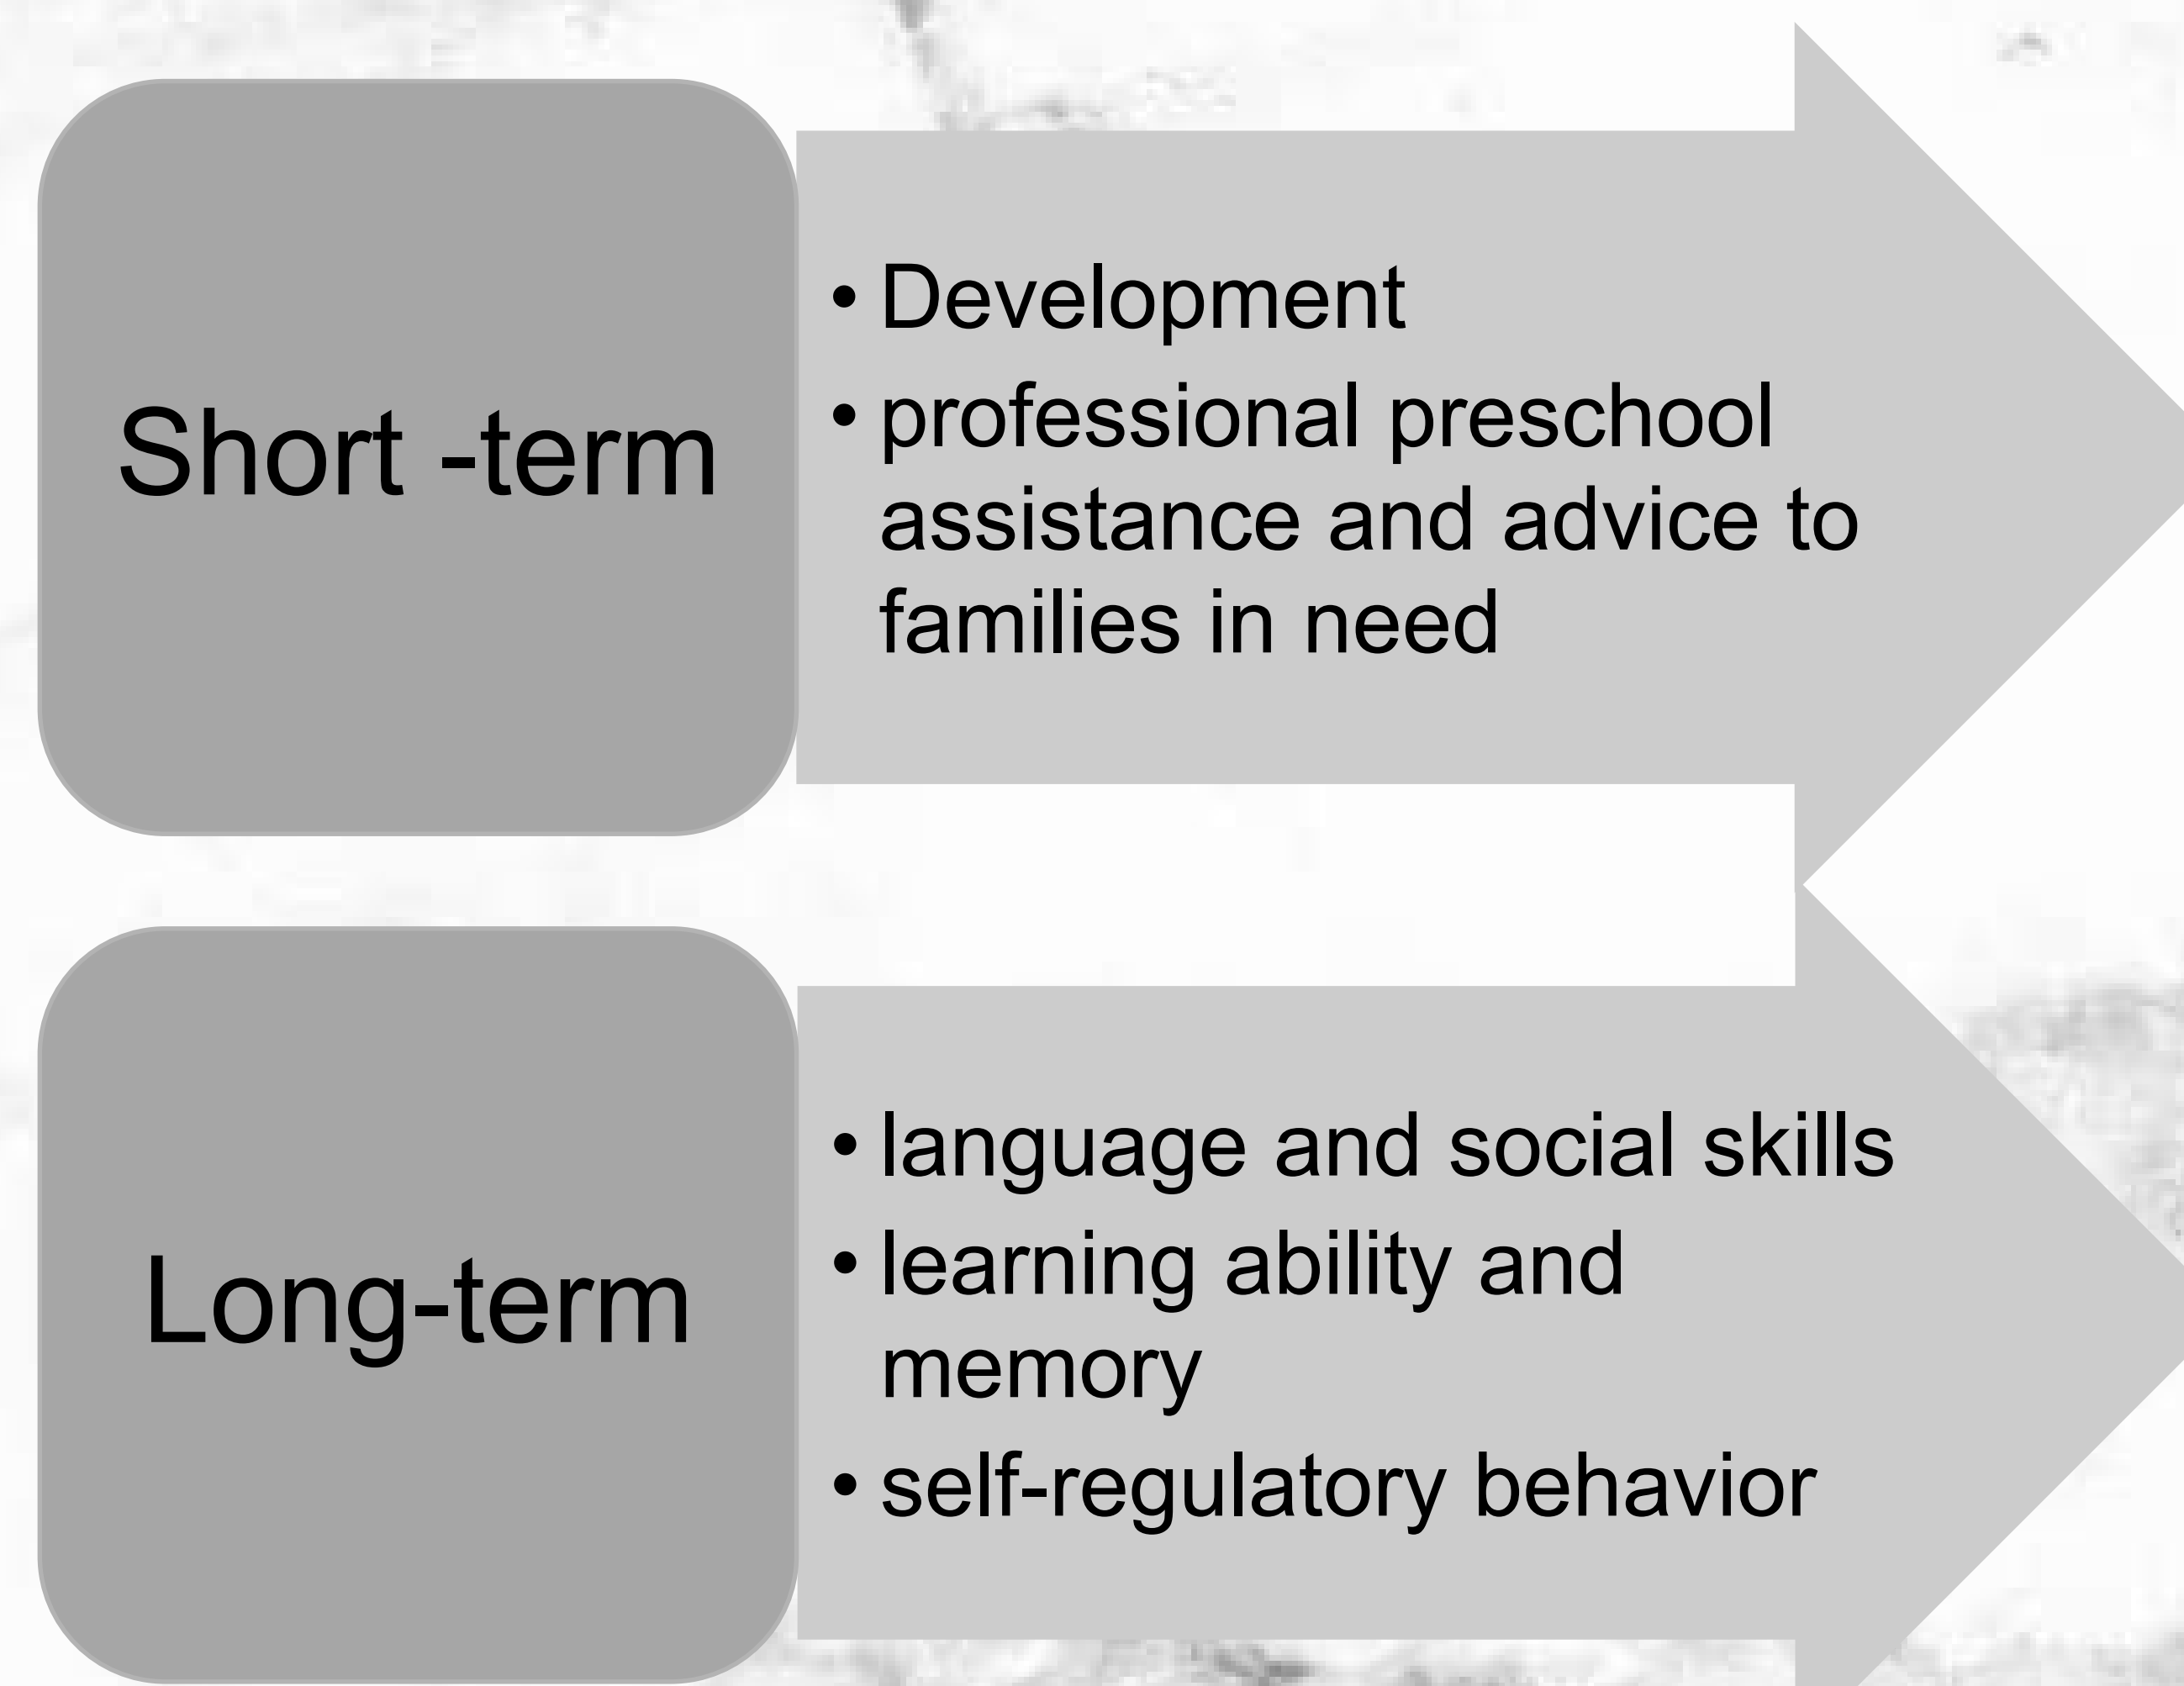 Short -term
• Development
• professional preschool
assistance and advice to
families in need
Long-term
• language and social skills
• learning ability and
memory
• self-regulatory behavior